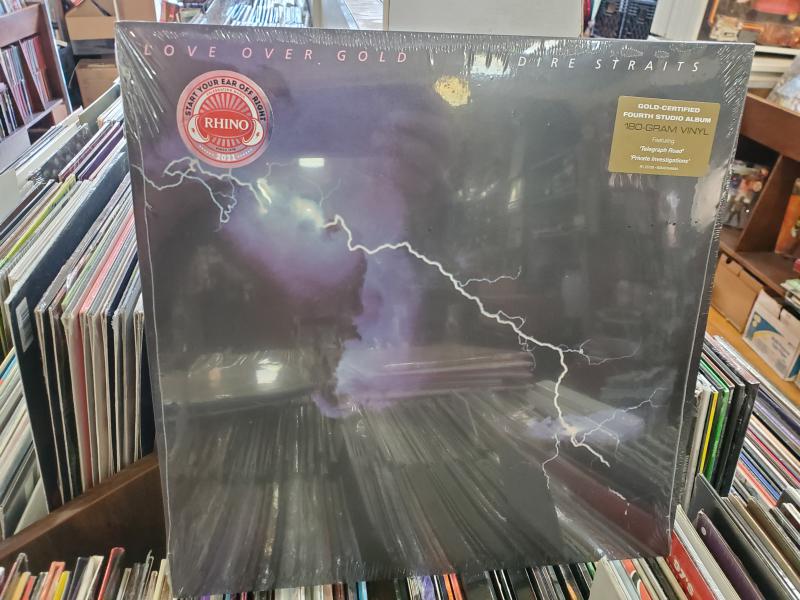 LOVE OVER GOLD DIRE STRAITS
START YOUR EAR OFF RIGHT
RHINO
2021
GOLD-CERTIFIED
FOURTH STUDIO ALBUM
180-GRAM VINYL
Featuring
"Telegraph Road"
"Private Investigations"